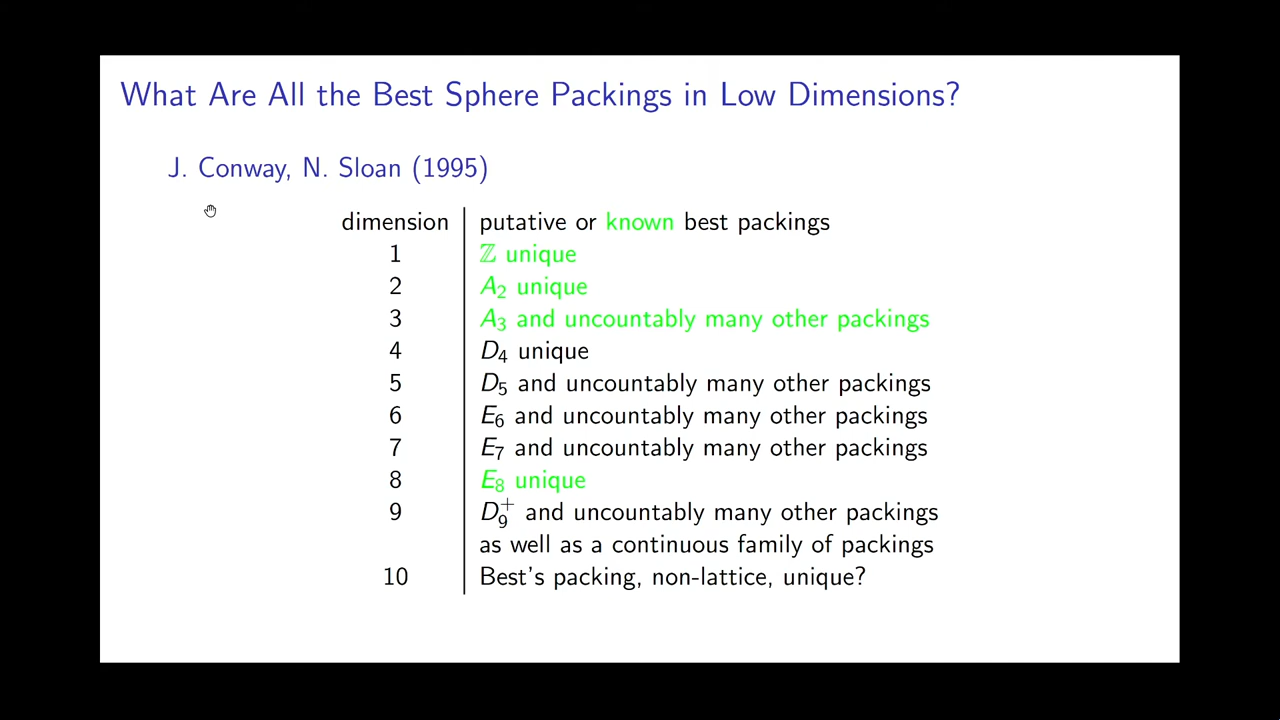 What Are All the Best Sphere Packings in Low Dimensions?
J. Conway, N. Sloan (1995)
dimension putative or known best packings
1 ℤ unique
2 A₂ unique
3 A₃ and uncountably many other packings
4 D₄ unique
5 D₅ and uncountably many other packings
6 E₆ and uncountably many other packings
7 E₇ and uncountably many other packings
8 E₈ unique
9 D₉⁺ and uncountably many other packings
as well as a continuous family of packings
10 Best's packing, non-lattice, unique?